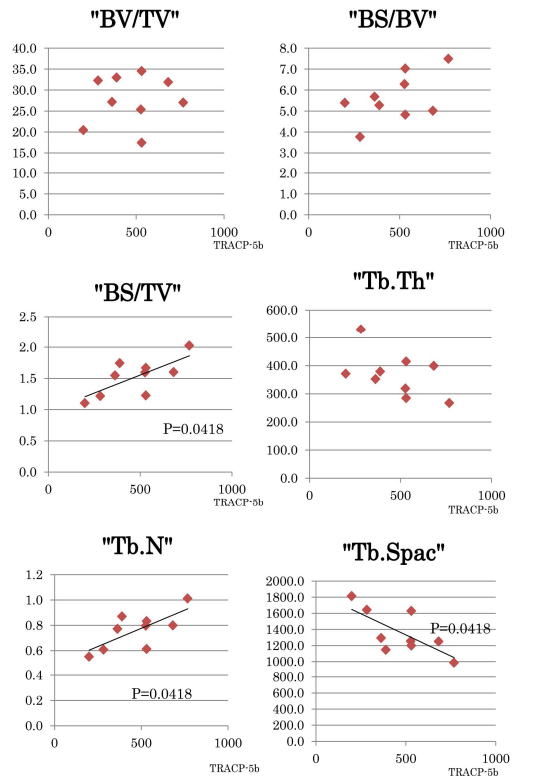 "BV/TV"
40.0
35.0
30.0
25.0
20.0
15.0
10.0
5.0
0.0
0 500 1000
TRACP-5b
"BS/BV"
8.0
7.0
6.0
5.0
4.0
3.0
2.0
1.0
0.0
0 500 1000
TRACP-5b
"BS/TV"
2.5
2.0
1.5
1.0
0.5
0.0
P=0.0418
0 500 1000
TRACP-5b
"Tb.Th"
600.0
500.0
400.0
300.0
200.0
100.0
0.0
0 500 1000
TRACP-5b
"Tb.N"
1.2
1.0
0.8
0.6
0.4
0.2
0.0
P=0.0418
0 500 1000
TRACP-5b
"Tb.Spac"
2000.0
1800.0
1600.0
1400.0
1200.0
1000.0
800.0
600.0
400.0
200.0
0.0
P=0.0418
0 500 1000
TRACP-5b